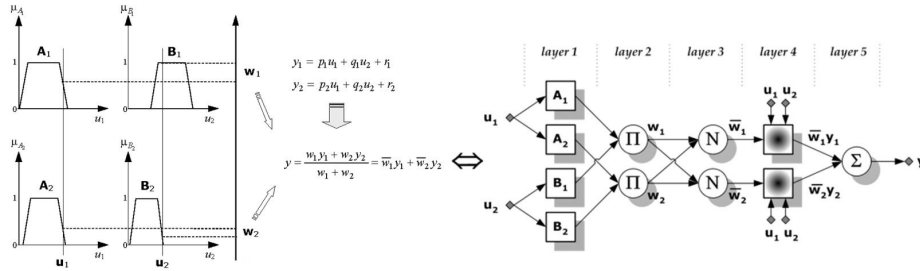 μA₁
μB₁
A₁
B₁
1
1
0
0
u₁
u₂
w₁
μA₂
μB₂
A₂
B₂
1
1
0
0
u₁
u₂
w₂
u₁
u₂
y₁ = p₁u₁ + q₁u₂ + r₁
y₂ = p₂u₁ + q₂u₂ + r₂
y = (w₁y₁ + w₂y₂)/(w₁ + w₂) = w̅₁y₁ + w̅₂y₂
⇔
layer 1 layer 2 layer 3 layer 4 layer 5
u₁ u₂
A₁
u₁
w₁
w̅₁
w̅₁y₁
A₂
Π
N
Σ
y
B₁
Π
N
u₂
w₂
w̅₂
w̅₂y₂
B₂
u₁ u₂